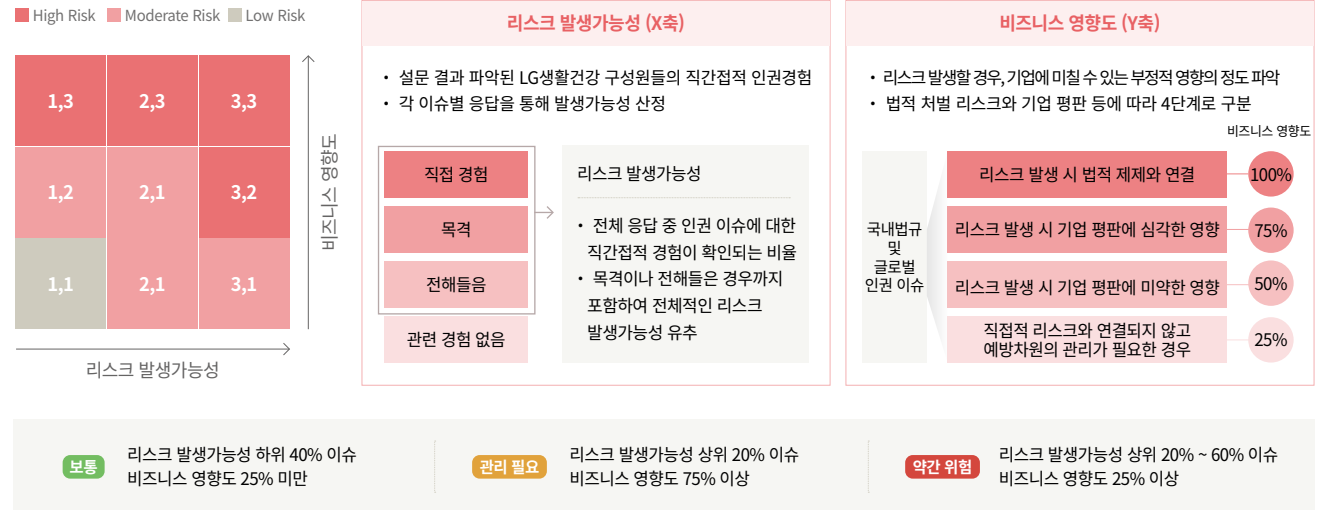 High Risk Moderate Risk Low Risk
1,3 2,3 3,3
1,2 2,1 3,2
1,1 2,1 3,1
비즈니스 영향도
리스크 발생가능성
리스크 발생가능성 (X축)
• 설문 결과 파악된 LG생활건강 구성원들의 직간접적 인권경험
• 각 이슈별 응답을 통해 발생가능성 산정
직접 경험
목격
전해들음
관련 경험 없음
리스크 발생가능성
• 전체 응답 중 인권 이슈에 대한
직간접적 경험이 확인되는 비율
• 목격이나 전해들은 경우까지
포함하여 전체적인 리스크
발생가능성 유추
비즈니스 영향도 (Y축)
• 리스크 발생할 경우, 기업에 미칠 수 있는 부정적 영향의 정도 파악
• 법적 처벌 리스크와 기업 평판 등에 따라 4단계로 구분
비즈니스 영향도
국내법규
및
글로벌
인권 이슈
리스크 발생 시 법적 제제와 연결 100%
리스크 발생 시 기업 평판에 심각한 영향 75%
리스크 발생 시 기업 평판에 미약한 영향 50%
직접적 리스크와 연결되지 않고
예방차원의 관리가 필요한 경우
25%
보통
리스크 발생가능성 하위 40% 이슈
비즈니스 영향도 25% 미만
관리 필요
리스크 발생가능성 상위 20% 이슈
비즈니스 영향도 75% 이상
약간 위험
리스크 발생가능성 상위 20% ~ 60% 이슈
비즈니스 영향도 25% 이상